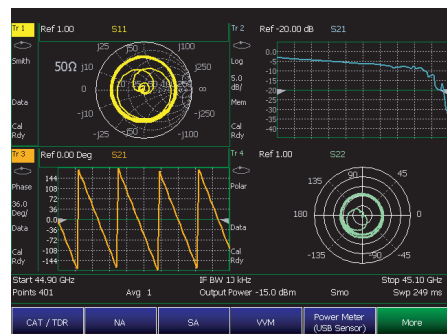 Tr 1 Ref 1.00 S11
Smith
Data
Cal
Rdy
50Ω
j25 50 j100
j10 j250
0 ∞
-j10 -j250
-j25 -j100
-j50
Tr 2 Ref -20.00 dB S21
Log
5.0
dB/
Mem
Cal
Rdy
0.0
-5
-10
-15
-20
-25
-30
-35
-40
Tr 3 Ref 0.00 Deg S21
Phase
36.0
Deg/
Data
Cal
Rdy
144
108
72
36
-0.0
-36
-72
-108
-144
Tr 4 Ref 1.00 S22
Polar
Data
Cal
Rdy
90
135 45
180 0
-135 -45
-90
Start 44.90 GHz IF BW 10 kHz Stop 45.10 GHz
Points 401 Avg 1 Output Power -15.0 dBm Smo Swp 249 ms
CAT / TDR NA SA VVM Power Meter
(USB Sensor) More